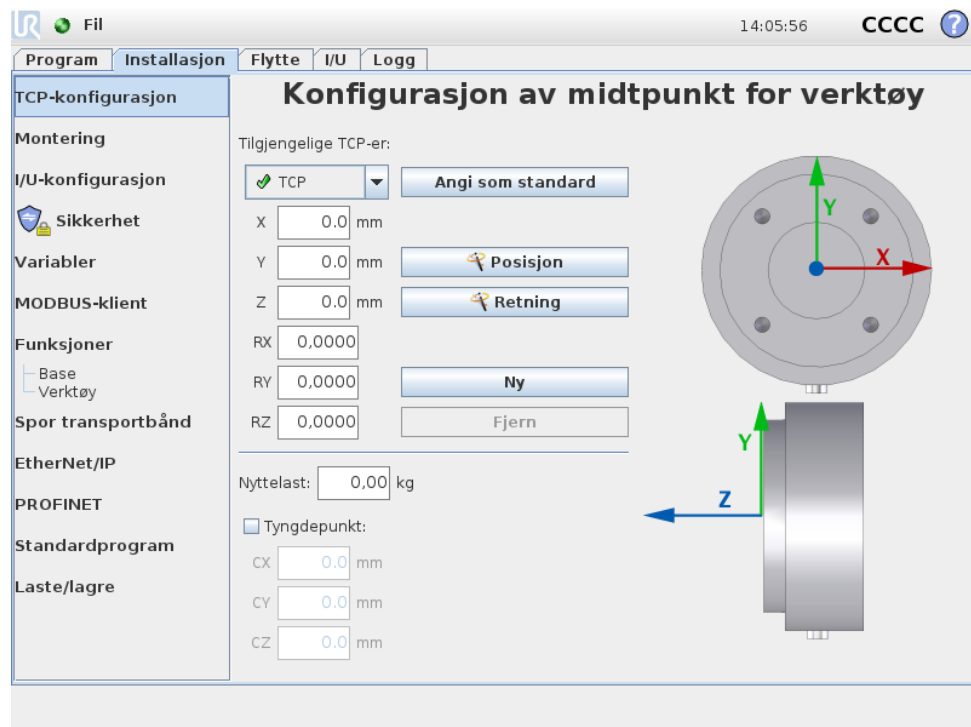 UR Fil 14:05:56 CCCC ?
Program Installasjon Flytte I/U Logg
TCP-konfigurasjon
Montering
I/U-konfigurasjon
Sikkerhet
Variabler
MODBUS-klient
Funksjoner
Base
Verktøy
Spor transportbånd
EtherNet/IP
PROFINET
Standardprogram
Laste/lagre
Konfigurasjon av midtpunkt for verktøy
Tilgjengelige TCP-er:
TCP Angi som standard
X 0.0 mm
Y 0.0 mm Posisjon
Z 0.0 mm Retning
RX 0,0000
RY 0,0000 Ny
RZ 0,0000 Fjern
Nyttelast: 0,00 kg
Tyngdepunkt:
CX 0.0 mm
CY 0.0 mm
CZ 0.0 mm
Y
X
Y
Z